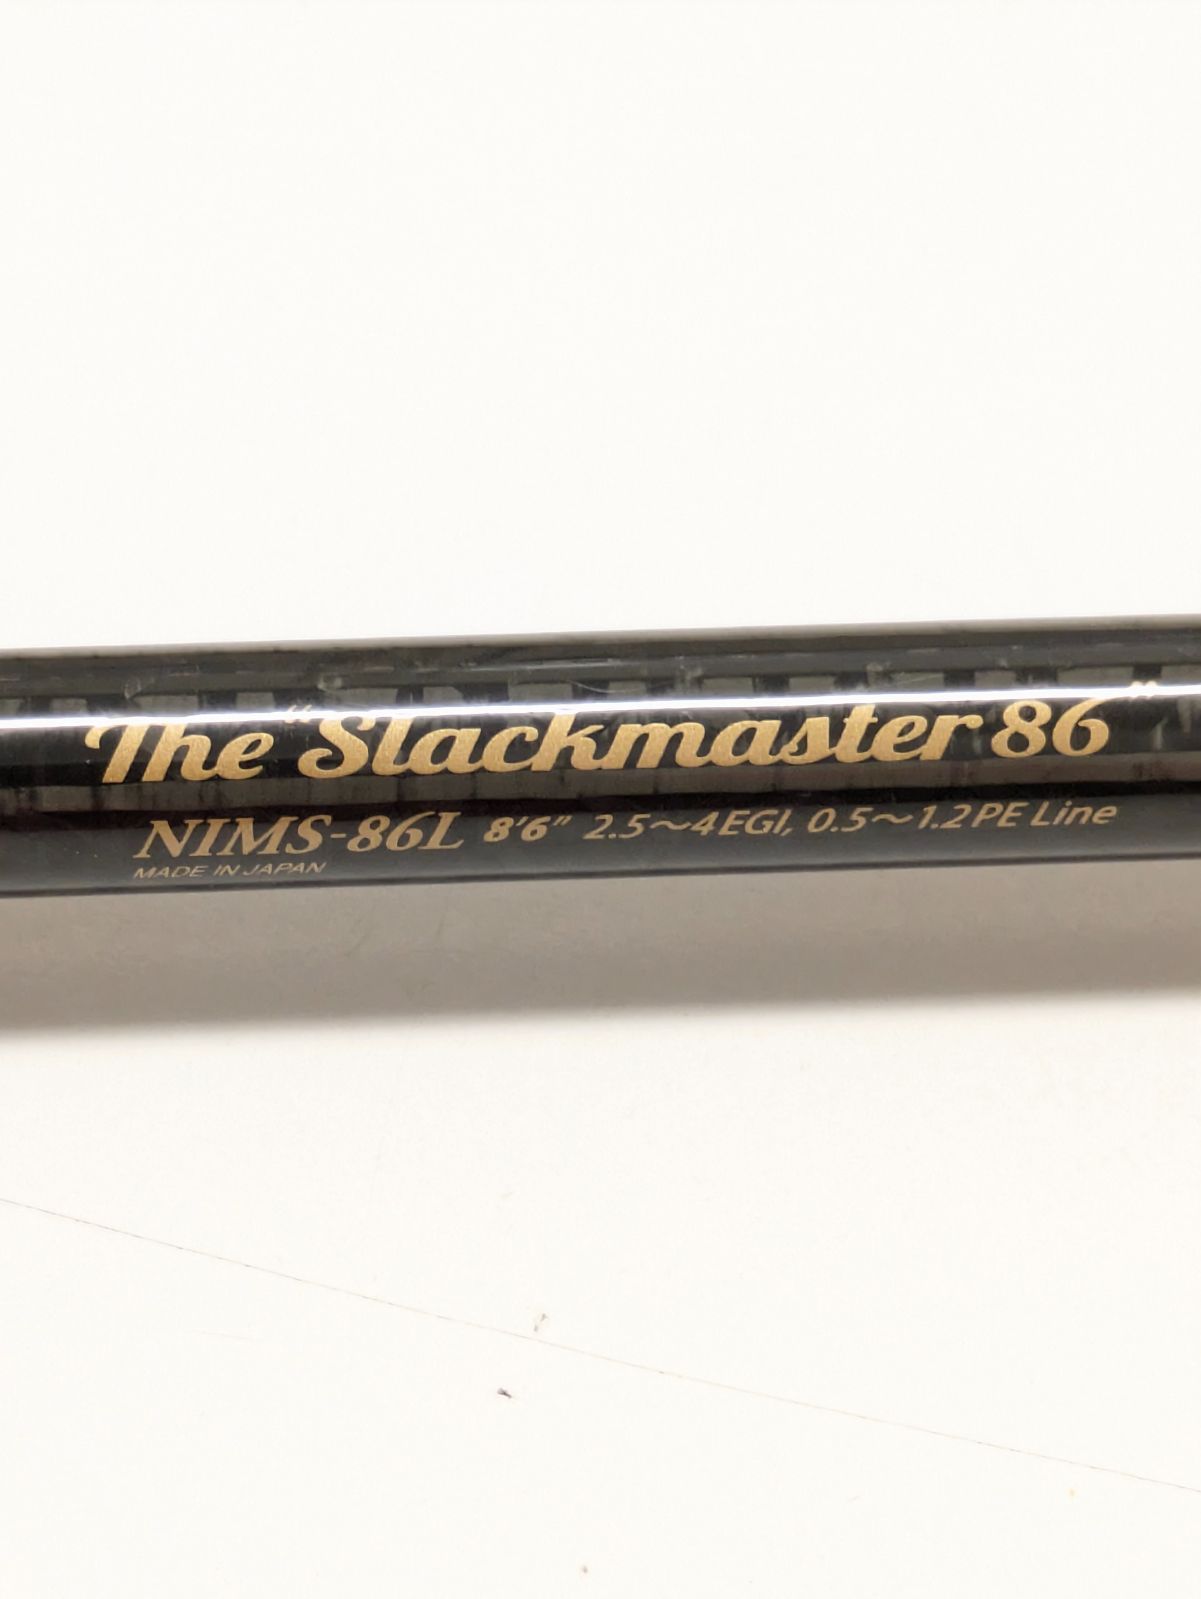 The “Slackmaster 86”
NIMS-86L 8'6" 2.5～4EGI, 0.5～1.2PE Line
MADE IN JAPAN